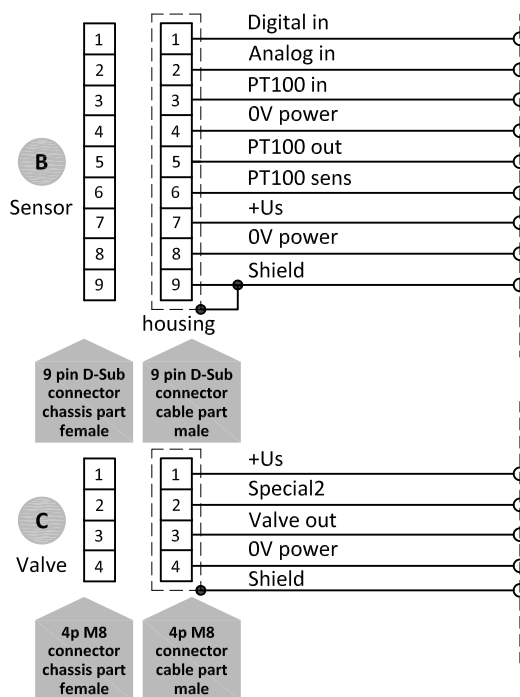 Digital in
1 1
Analog in
2 2
PT100 in
3 3
0V power
4 4
PT100 out
B 5 5
PT100 sens
6 6
Sensor
+Us
7 7
0V power
8 8
Shield
9 9
housing
9 pin D-Sub
connector
chassis part
female
9 pin D-Sub
connector
cable part
male
+Us
1 1
Special2
C 2 2
Valve out
3 3
0V power
Valve 4 4
Shield
4p M8
connector
chassis part
female
4p M8
connector
cable part
male